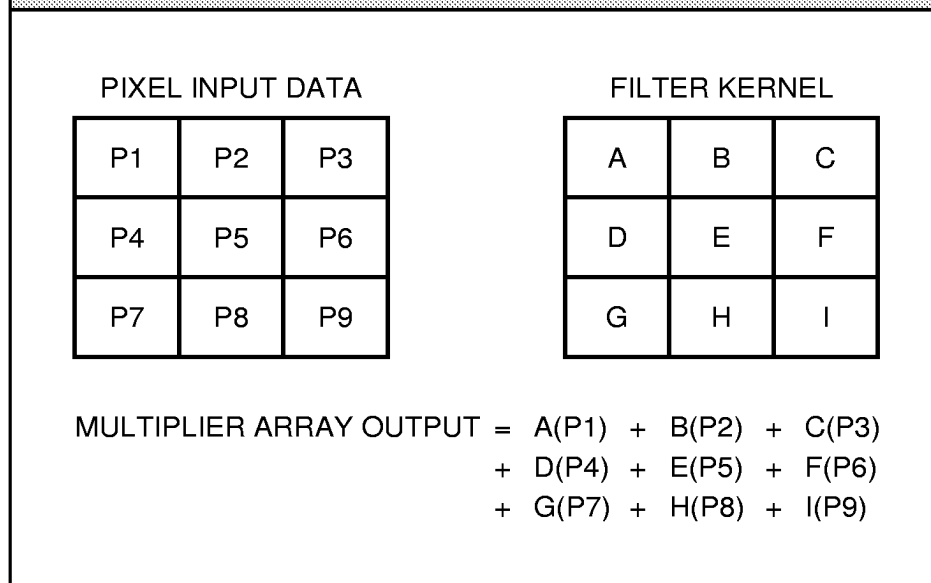 PIXEL INPUT DATA FILTER KERNEL
P1 P2 P3 A B C
P4 P5 P6 D E F
P7 P8 P9 G H I
MULTIPLIER ARRAY OUTPUT = A(P1) + B(P2) + C(P3)
+ D(P4) + E(P5) + F(P6)
+ G(P7) + H(P8) + I(P9)